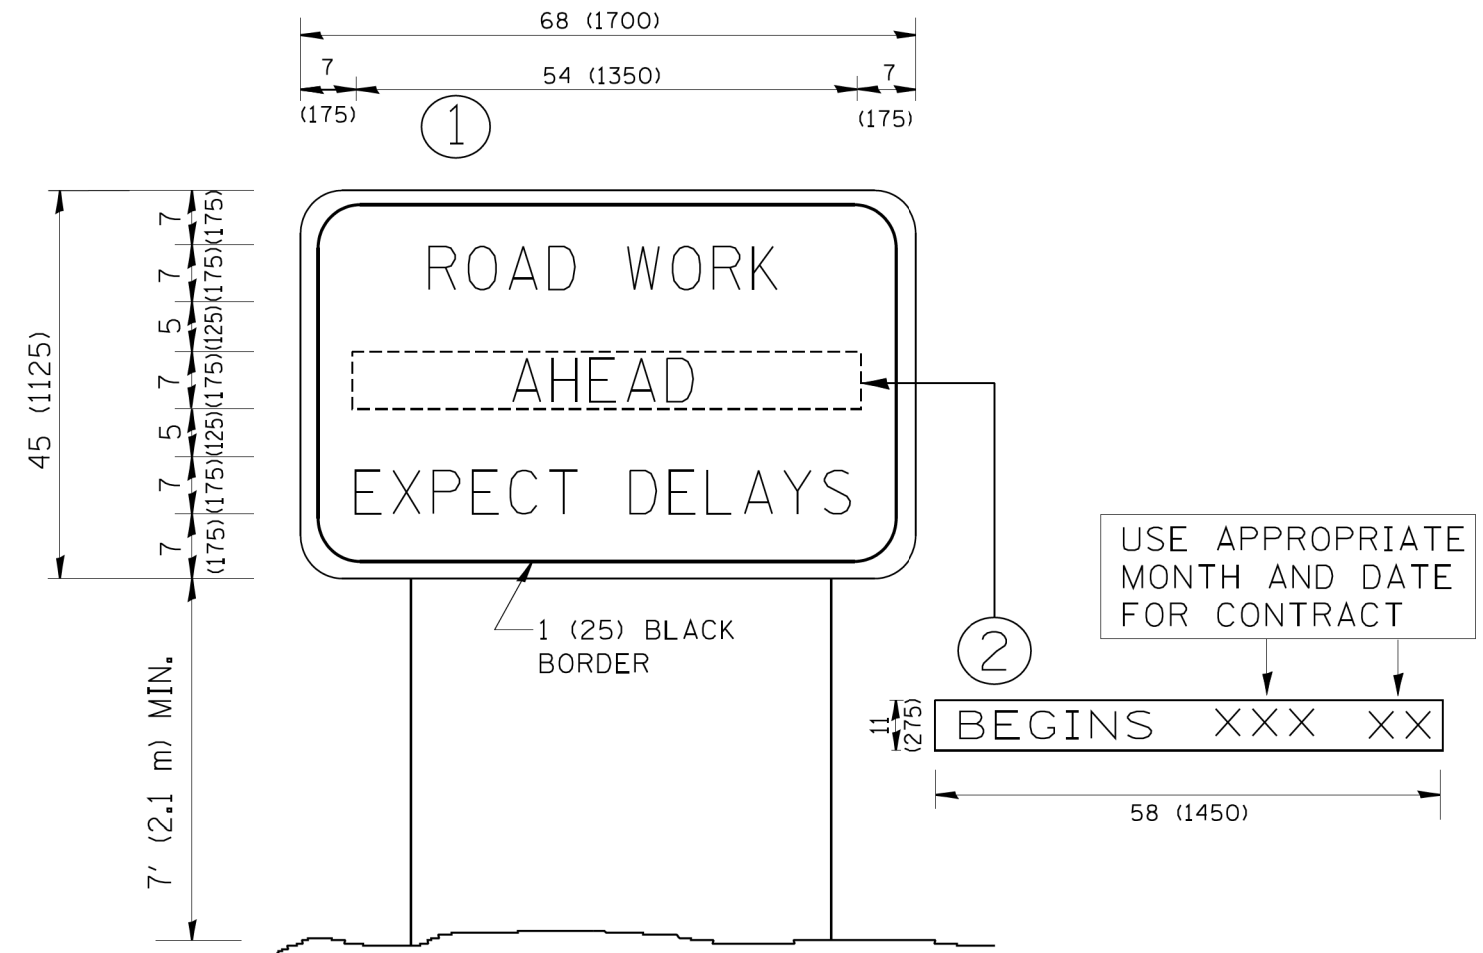 68 (1700)
7
54 (1350)
7
(175)
(175)
1
45 (1125)
7 (175)
7 (175)
5 (125)
7 (175)
5 (125)
7 (175)
7 (175)
ROAD WORK
AHEAD
EXPECT DELAYS
1 (25) BLACK
BORDER
7' (2.1 m) MIN.
USE APPROPRIATE
MONTH AND DATE
FOR CONTRACT
2
11
(275)
BEGINS XXX XX
58 (1450)